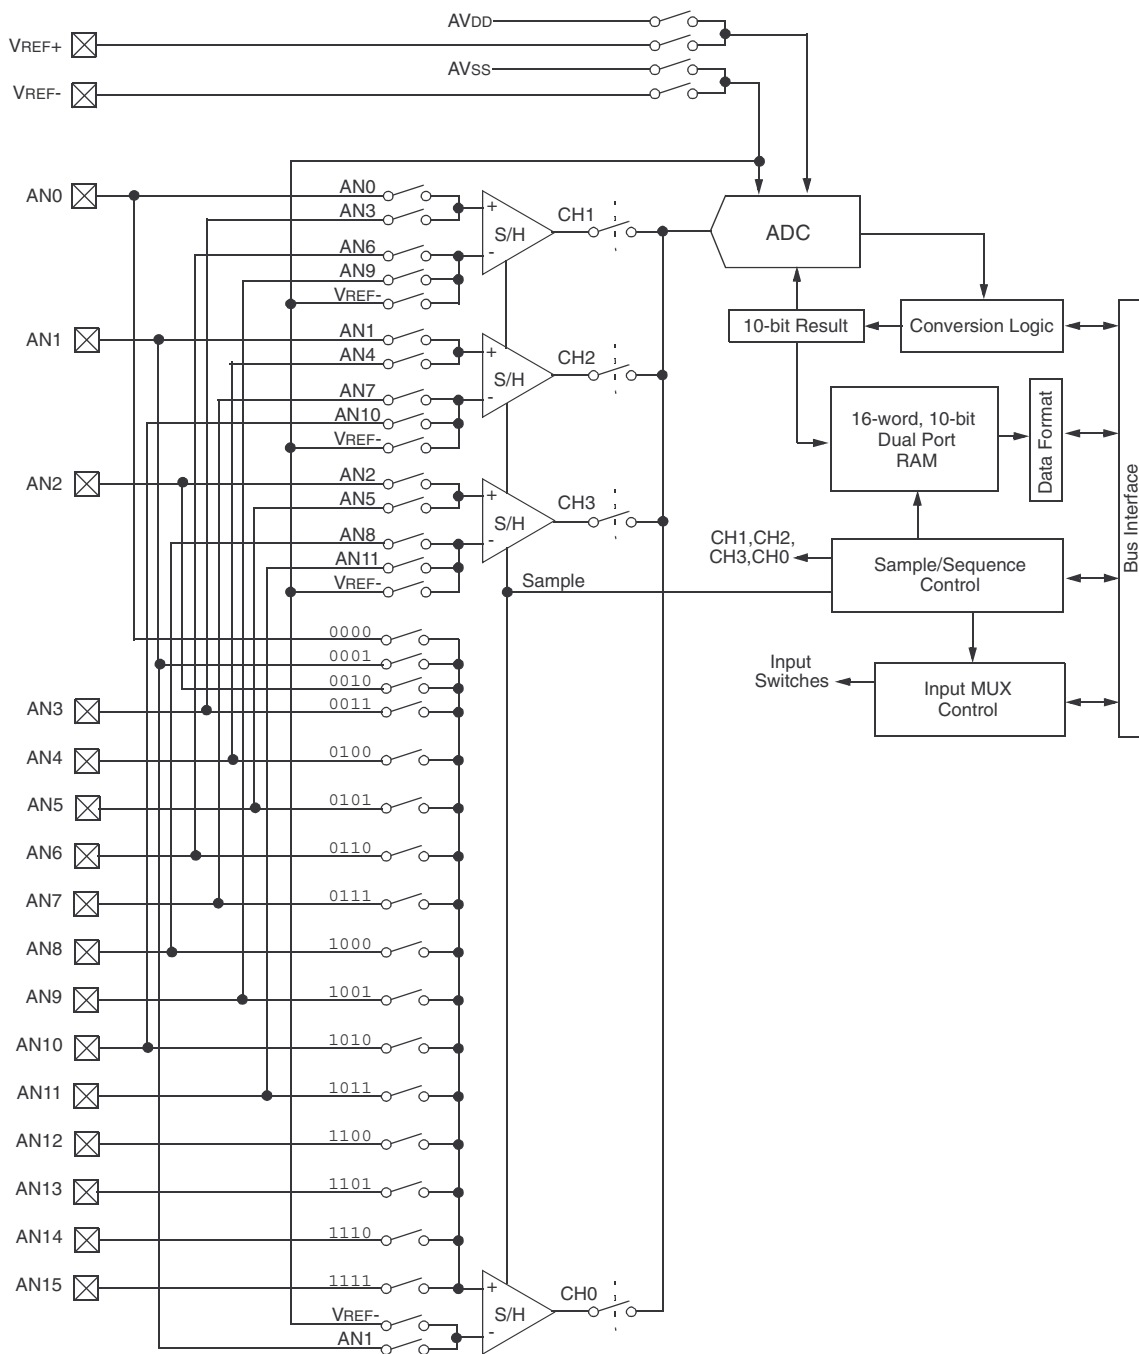 AVDD
VREF+
AVSS
VREF-
AN0
AN0
AN3
+
S/H
-
CH1
AN6
AN9
VREF-
ADC
10-bit Result
Conversion Logic
AN1
AN1
AN4
+
S/H
-
CH2
AN7
AN10
VREF-
16-word, 10-bit
Dual Port
RAM
Data Format
Bus Interface
AN2
AN2
AN5
+
S/H
-
CH3
AN8
AN11
VREF-
CH1,CH2,
CH3,CH0
Sample/Sequence
Control
Sample
Input
Switches
Input MUX
Control
0000
0001
0010
AN3
0011
AN4
0100
AN5
0101
AN6
0110
AN7
0111
AN8
1000
AN9
1001
AN10
1010
AN11
1011
AN12
1100
AN13
1101
AN14
1110
AN15
1111
+
S/H
-
CH0
VREF-
AN1